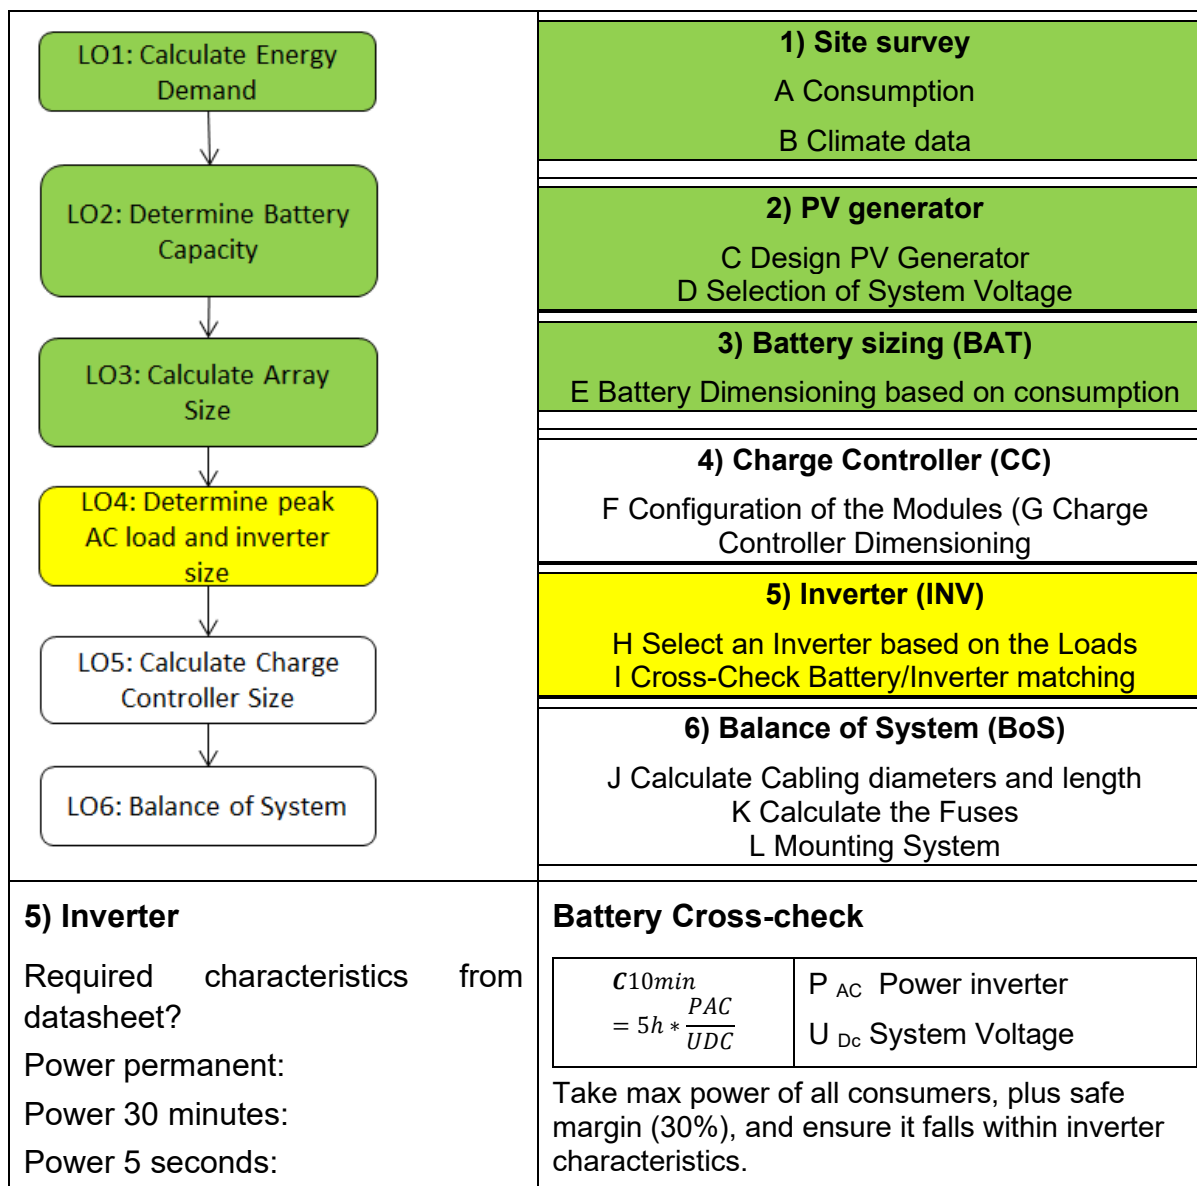 LO1: Calculate Energy
Demand
LO2: Determine Battery
Capacity
LO3: Calculate Array
Size
LO4: Determine peak
AC load and inverter
size
LO5: Calculate Charge
Controller Size
LO6: Balance of System
1) Site survey
A Consumption
B Climate data
2) PV generator
C Design PV Generator
D Selection of System Voltage
3) Battery sizing (BAT)
E Battery Dimensioning based on consumption
4) Charge Controller (CC)
F Configuration of the Modules (G Charge
Controller Dimensioning
5) Inverter (INV)
H Select an Inverter based on the Loads
I Cross-Check Battery/Inverter matching
6) Balance of System (BoS)
J Calculate Cabling diameters and length
K Calculate the Fuses
L Mounting System
5) Inverter
Required characteristics from
datasheet?
Power permanent:
Power 30 minutes:
Power 5 seconds:
Battery Cross-check
C10min
= 5h * PAC/UDC
P AC Power inverter
U Dc System Voltage
Take max power of all consumers, plus safe
margin (30%), and ensure it falls within inverter
characteristics.